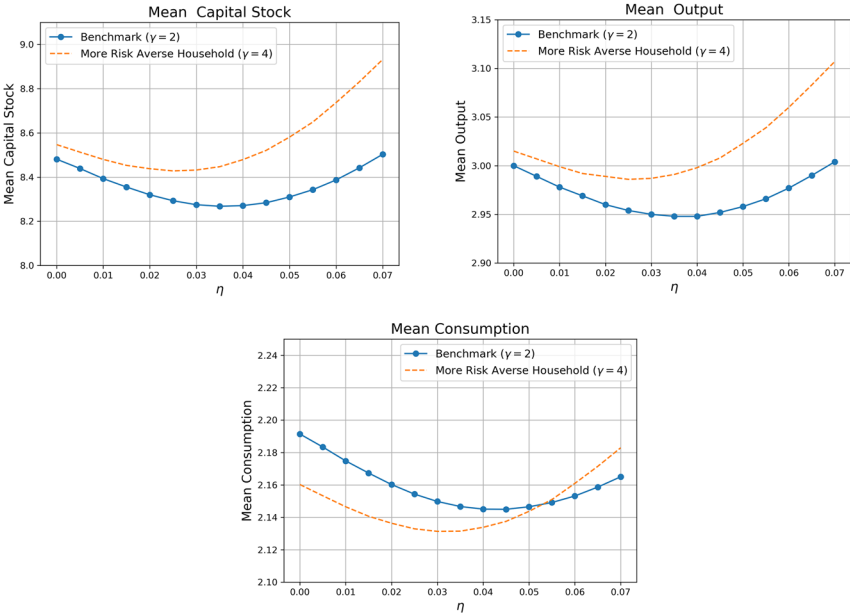 Mean Capital Stock
Benchmark (γ = 2)
More Risk Averse Household (γ = 4)
Mean Capital Stock
9.0
8.8
8.6
8.4
8.2
8.0
0.00 0.01 0.02 0.03 0.04 0.05 0.06 0.07
η
Mean Output
Benchmark (γ = 2)
More Risk Averse Household (γ = 4)
Mean Output
3.15
3.10
3.05
3.00
2.95
2.90
0.00 0.01 0.02 0.03 0.04 0.05 0.06 0.07
η
Mean Consumption
Benchmark (γ = 2)
More Risk Averse Household (γ = 4)
Mean Consumption
2.24
2.22
2.20
2.18
2.16
2.14
2.12
2.10
0.00 0.01 0.02 0.03 0.04 0.05 0.06 0.07
η